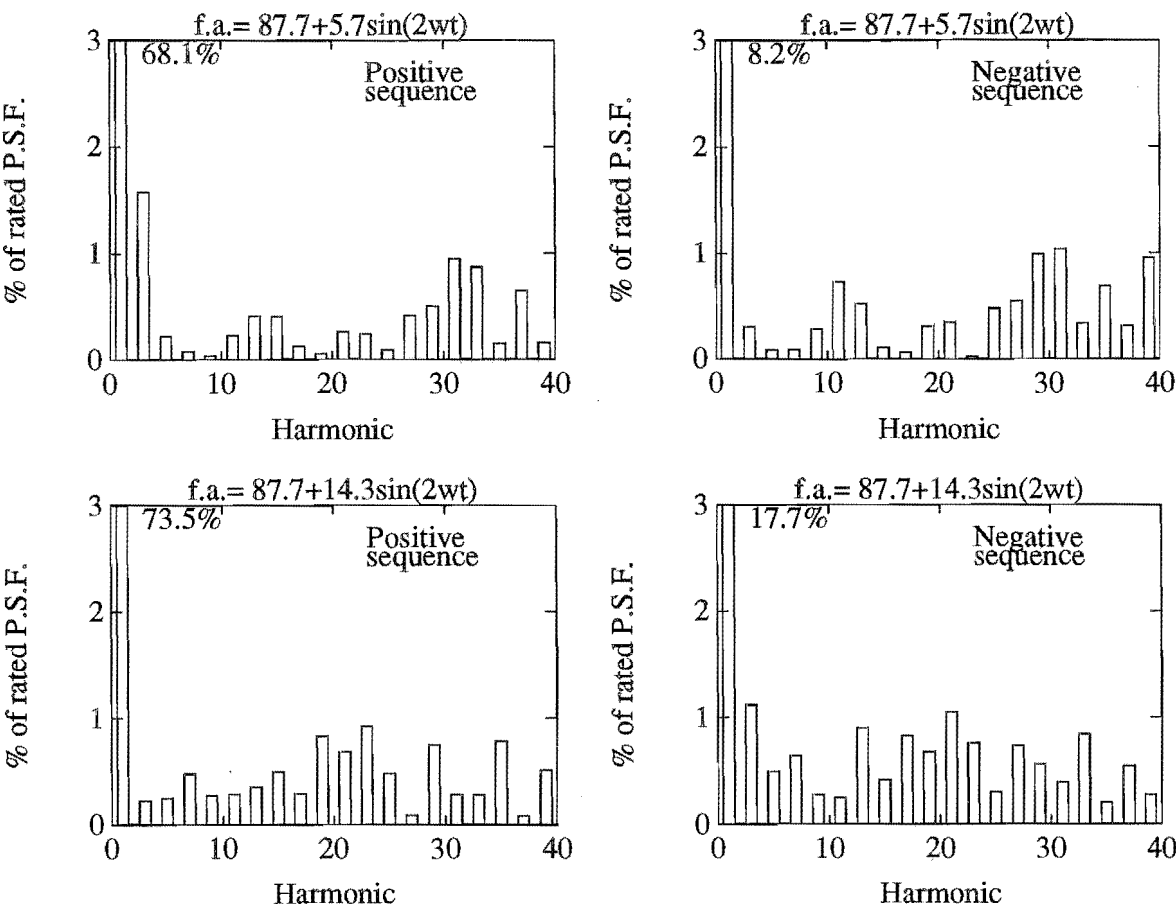 f.a.= 87.7+5.7sin(2wt)
3
68.1%
Positive
sequence
% of rated P.S.F.
2
1
0
0 10 20 30 40
Harmonic
f.a.= 87.7+5.7sin(2wt)
3
8.2%
Negative
sequence
% of rated P.S.F.
2
1
0
0 10 20 30 40
Harmonic
f.a.= 87.7+14.3sin(2wt)
3
73.5%
Positive
sequence
% of rated P.S.F.
2
1
0
0 10 20 30 40
Harmonic
f.a.= 87.7+14.3sin(2wt)
3
17.7%
Negative
sequence
% of rated P.S.F.
2
1
0
0 10 20 30 40
Harmonic